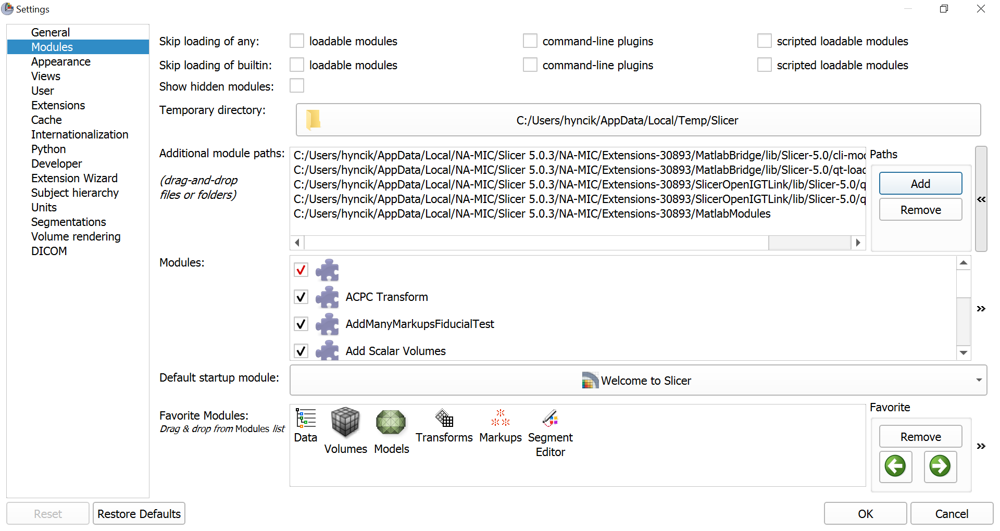 Settings
General
Modules
Appearance
Views
User
Extensions
Cache
Internationalization
Python
Developer
Extension Wizard
Subject hierarchy
Units
Segmentations
Volume rendering
DICOM
Skip loading of any: loadable modules command-line plugins scripted loadable modules
Skip loading of builtin: loadable modules command-line plugins scripted loadable modules
Show hidden modules:
Temporary directory: C:/Users/hyncik/AppData/Local/Temp/Slicer
Additional module paths:
(drag-and-drop
files or folders)
C:/Users/hyncik/AppData/Local/NA-MIC/Slicer 5.0.3/NA-MIC/Extensions-30893/MatlabBridge/lib/Slicer-5.0/cli-mod
C:/Users/hyncik/AppData/Local/NA-MIC/Slicer 5.0.3/NA-MIC/Extensions-30893/MatlabBridge/lib/Slicer-5.0/qt-load
C:/Users/hyncik/AppData/Local/NA-MIC/Slicer 5.0.3/NA-MIC/Extensions-30893/SlicerOpenIGTLink/lib/Slicer-5.0/q
C:/Users/hyncik/AppData/Local/NA-MIC/Slicer 5.0.3/NA-MIC/Extensions-30893/SlicerOpenIGTLink/lib/Slicer-5.0/q
C:/Users/hyncik/AppData/Local/NA-MIC/Slicer 5.0.3/NA-MIC/Extensions-30893/MatlabModules
Paths
Add
Remove
Modules:
ACPC Transform
AddManyMarkupsFiducialTest
Add Scalar Volumes
Default startup module: Welcome to Slicer
Favorite Modules:
Drag & drop from Modules list
Data
Volumes
Models
Transforms
Markups
Segment
Editor
Favorite
Remove
Reset
Restore Defaults
OK
Cancel